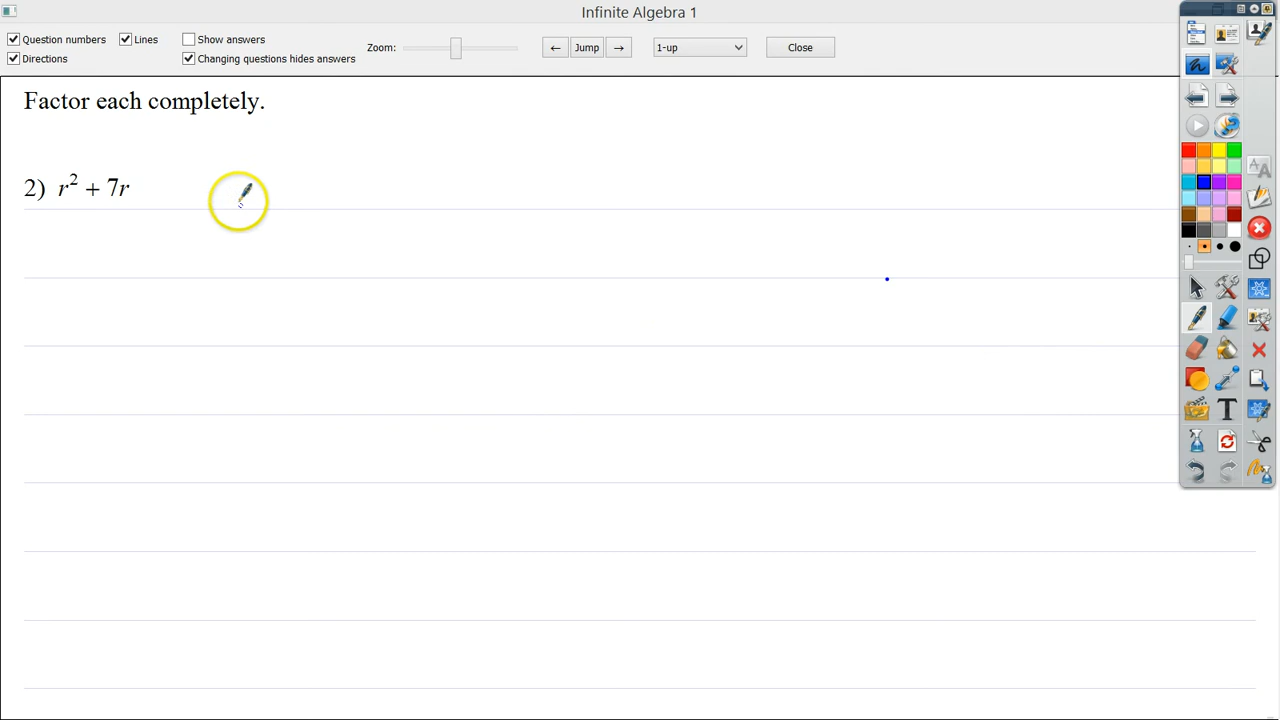 Infinite Algebra 1
Question numbers Lines Show answers
Directions Changing questions hides answers
Zoom: ← Jump → 1-up Close
Factor each completely.
2) r² + 7r
T